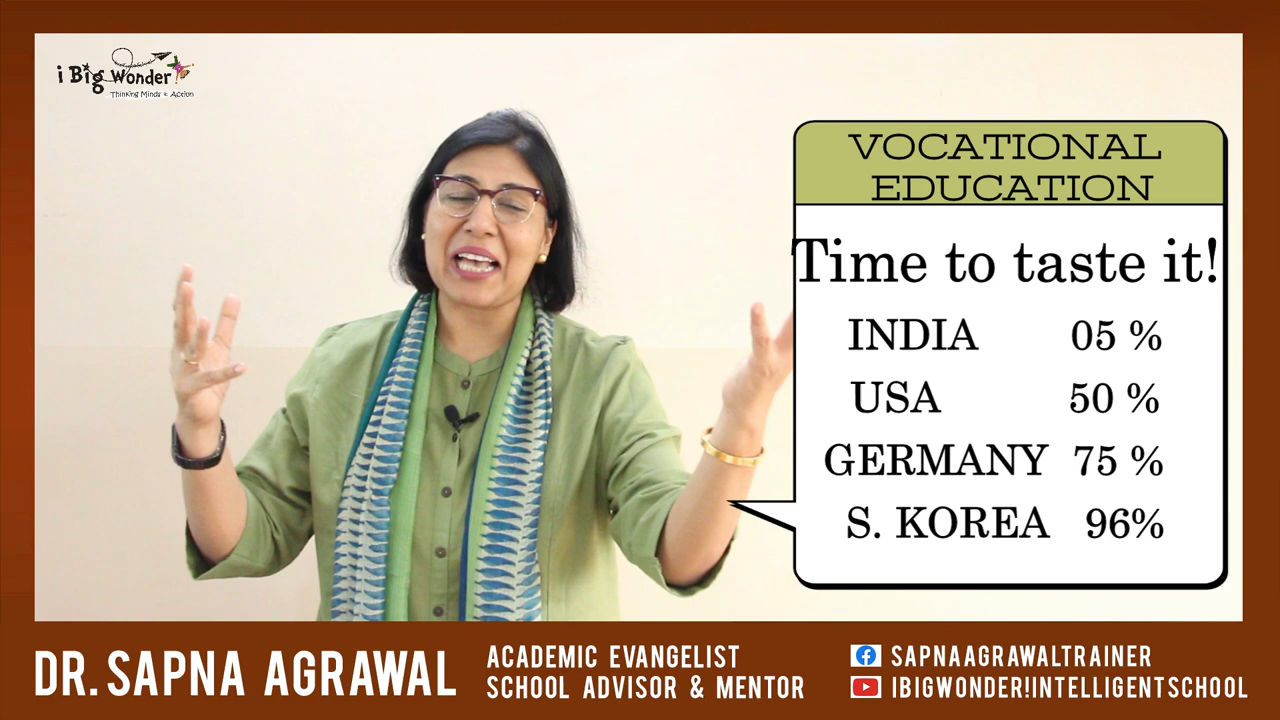 i Big Wonder!
Thinking Minds & Action
VOCATIONAL
EDUCATION
Time to taste it!
INDIA 05 %
USA 50 %
GERMANY 75 %
S. KOREA 96%
DR. SAPNA AGRAWAL
ACADEMIC EVANGELIST
SCHOOL ADVISOR & MENTOR
SAPNAAGRAWALTRAINER
IBIGWONDER!INTELLIGENTSCHOOL